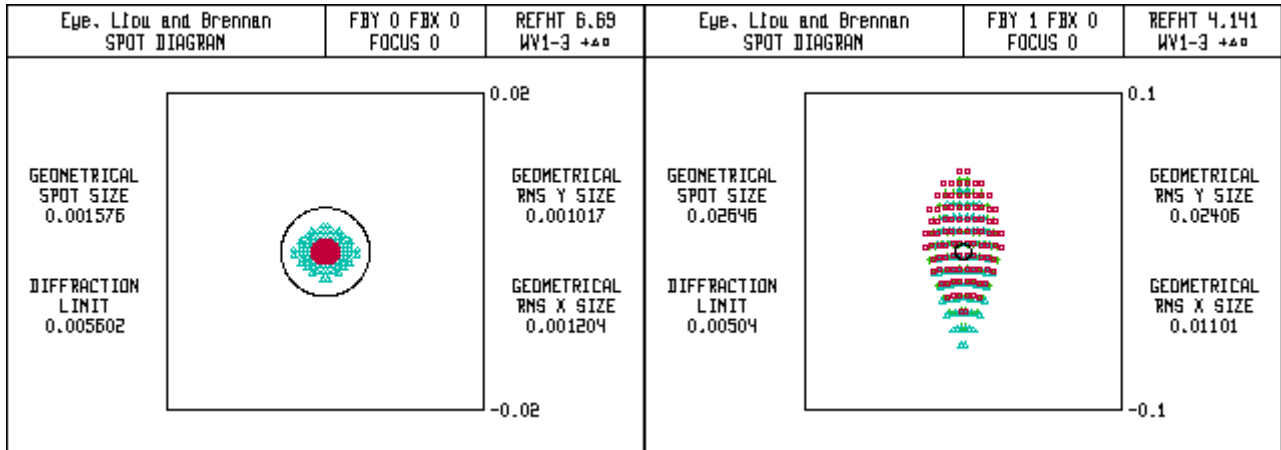 Eye, Liou and Brennan
SPOT DIAGRAM
FBY 0 FBX 0
FOCUS 0
REFHT 6.69
WV1-3 +△□
0.02
GEOMETRICAL
SPOT SIZE
0.001576
GEOMETRICAL
RMS Y SIZE
0.001017
DIFFRACTION
LIMIT
0.005602
GEOMETRICAL
RMS X SIZE
0.001204
-0.02
Eye, Liou and Brennan
SPOT DIAGRAM
FBY 1 FBX 0
FOCUS 0
REFHT 4.141
WV1-3 +△□
0.1
GEOMETRICAL
SPOT SIZE
0.02646
GEOMETRICAL
RMS Y SIZE
0.02406
DIFFRACTION
LIMIT
0.00504
GEOMETRICAL
RMS X SIZE
0.01101
-0.1